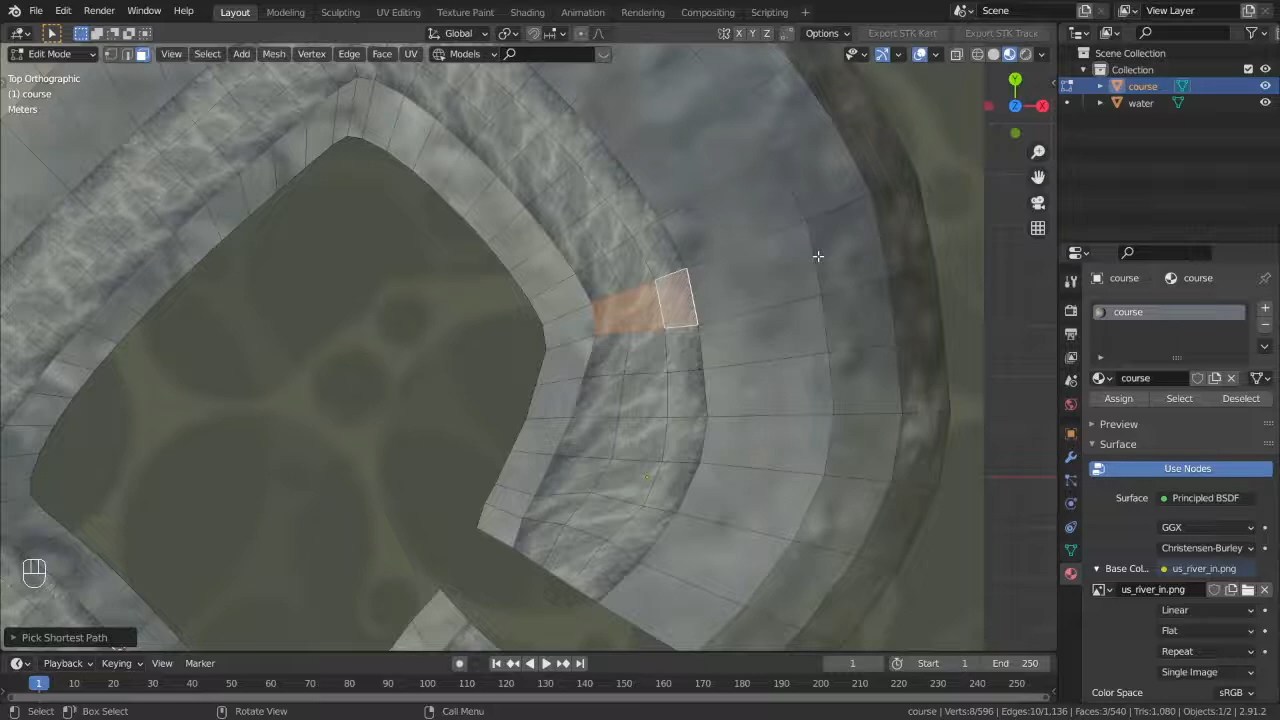 File Edit Render Window Help Layout Modeling Sculpting UV Editing Texture Paint Shading Animation Rendering Compositing Scripting + Scene View Layer
Edit Mode View Select Add Mesh Vertex Edge Face UV Models Global X Y Z Options Export STK Kart Export STK Track
Top Orthographic
(1) course
Meters
Y
Z
X
Scene Collection
Collection
course
water
course course
course
course
Assign Select Deselect
Preview
Surface
Use Nodes
Surface Principled BSDF
GGX
Christensen-Burley
Base Col... us_river_in.png
us_river_in.png
Linear
Flat
Repeat
Single Image
Color Space sRGB
Pick Shortest Path
Playback Keying View Marker 1 Start 1 End 250
1 10 20 30 40 50 60 70 80 90 100 110 120 130 140 150 160 170 180 190 200 210 220 230 240 250
Select Box Select Rotate View Call Menu course | Verts:8/596 | Edges:10/1,136 | Faces:3/540 | Tris:1,080 | Objects:1/2 | 2.91.2